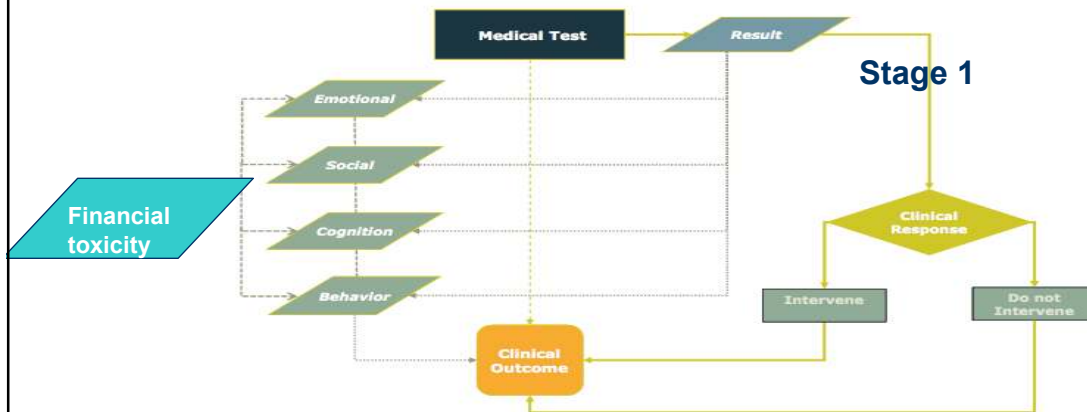 Medical Test
Result
Stage 1
Emotional
Social
Financial
toxicity
Cognition
Clinical
Response
Behavior
Intervene
Do not
Intervene
Clinical
Outcome